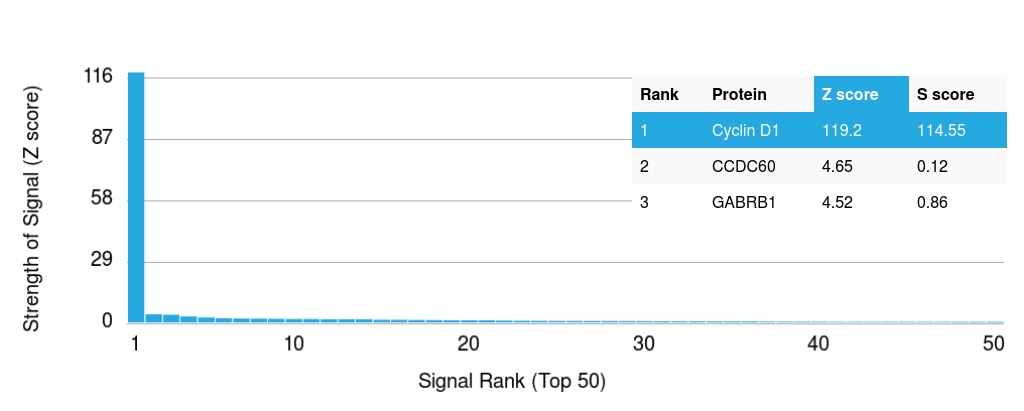 Strength of Signal (Z score)
116
87
58
29
0
Rank Protein Z score S score
1 Cyclin D1 119.2 114.55
2 CCDC60 4.65 0.12
3 GABRB1 4.52 0.86
1 10 20 30 40 50
Signal Rank (Top 50)